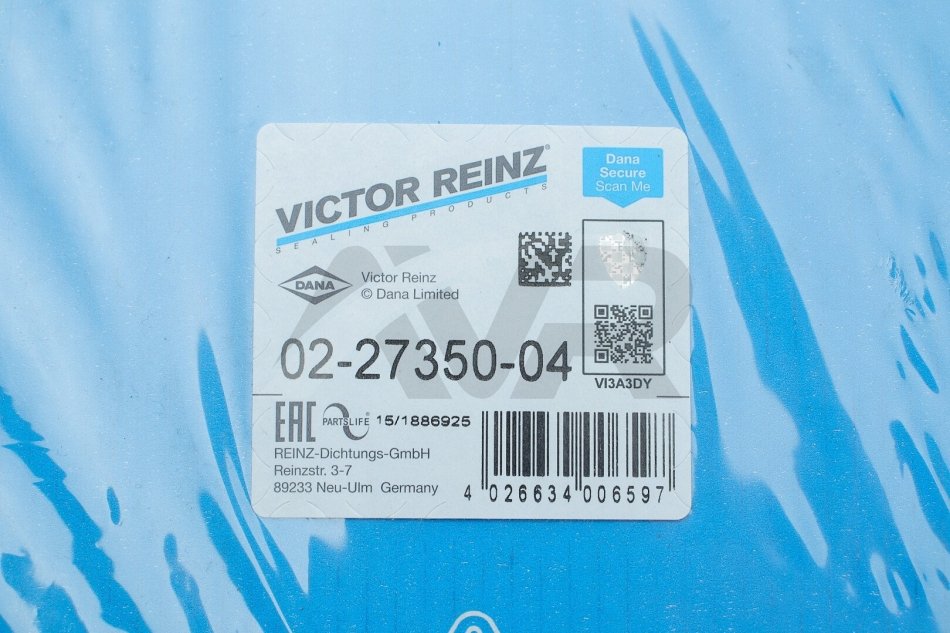 VICTOR REINZ®
SEALING PRODUCTS
Dana
Secure
Scan Me
DANA
Victor Reinz
© Dana Limited
iVR
02-27350-04
VI3A3DY
EAC PARTSLIFE® 15/1886925
REINZ-Dichtungs-GmbH
Reinzstr. 3-7
89233 Neu-Ulm Germany
4 026634 006597